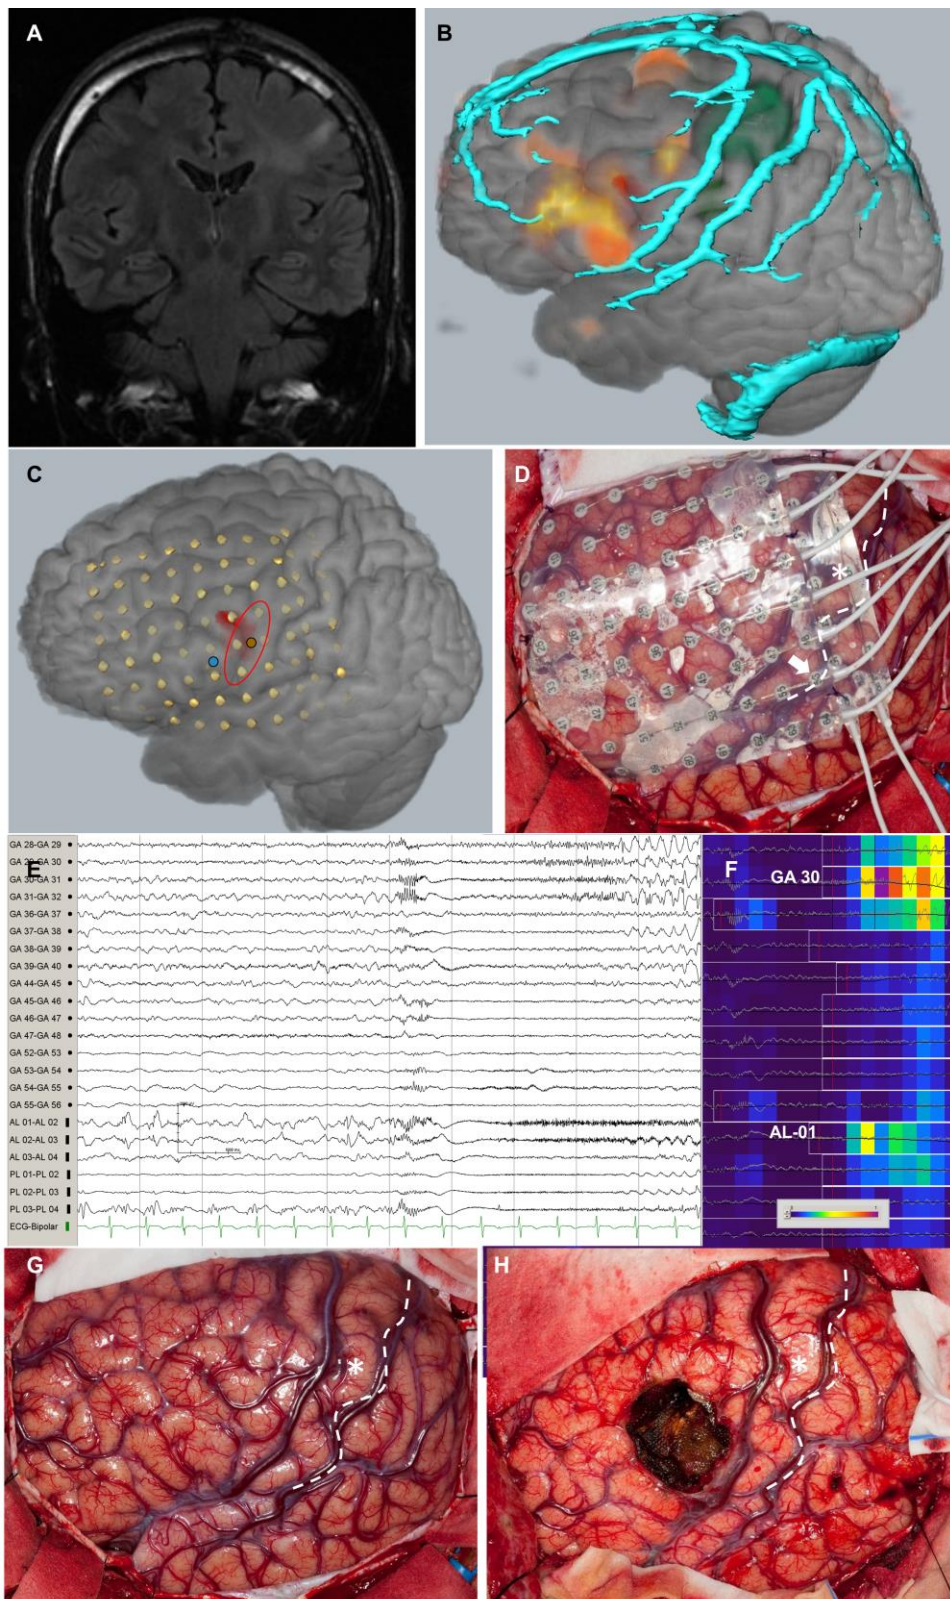 A
B
C
D
*
E
GA 28-GA 29
GA 29-GA 30
GA 30-GA 31
GA 31-GA 32
GA 36-GA 37
GA 37-GA 38
GA 38-GA 39
GA 39-GA 40
GA 44-GA 45
GA 45-GA 46
GA 46-GA 47
GA 47-GA 48
GA 52-GA 53
GA 53-GA 54
GA 54-GA 55
GA 55-GA 56
AL 01-AL 02
AL 02-AL 03
AL 03-AL 04
PL 01-PL 02
PL 02-PL 03
PL 03-PL 04
ECG-Bipolar
F
GA 30
AL-01
G
*
H
*